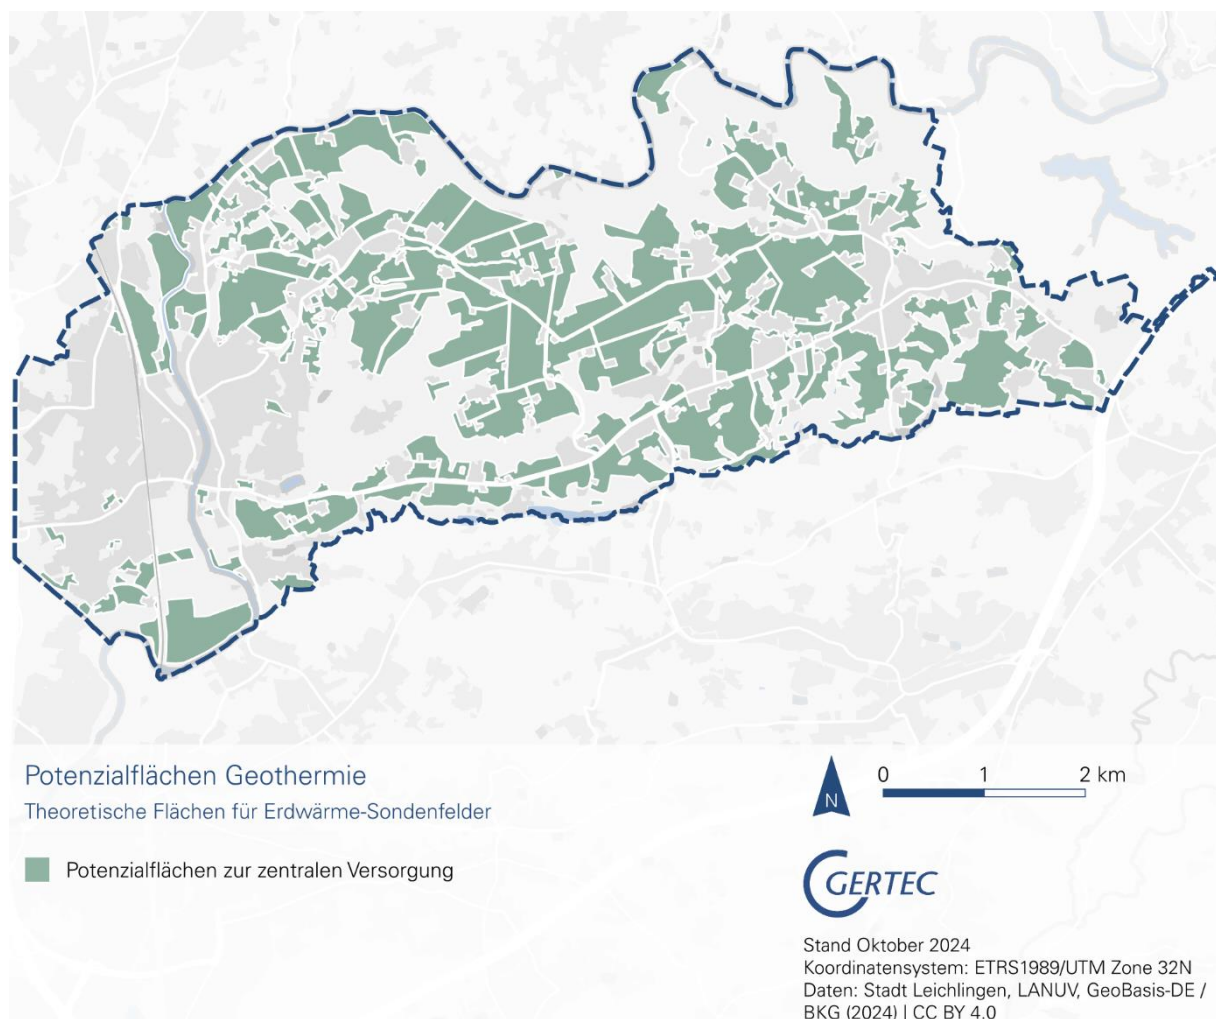 Potenzialflächen Geothermie
Theoretische Flächen für Erdwärme-Sondenfelder
Potenzialflächen zur zentralen Versorgung
N
0 1 2 km
GERTEC
Stand Oktober 2024
Koordinatensystem: ETRS1989/UTM Zone 32N
Daten: Stadt Leichlingen, LANUV, GeoBasis-DE /
BKG (2024) | CC BY 4.0